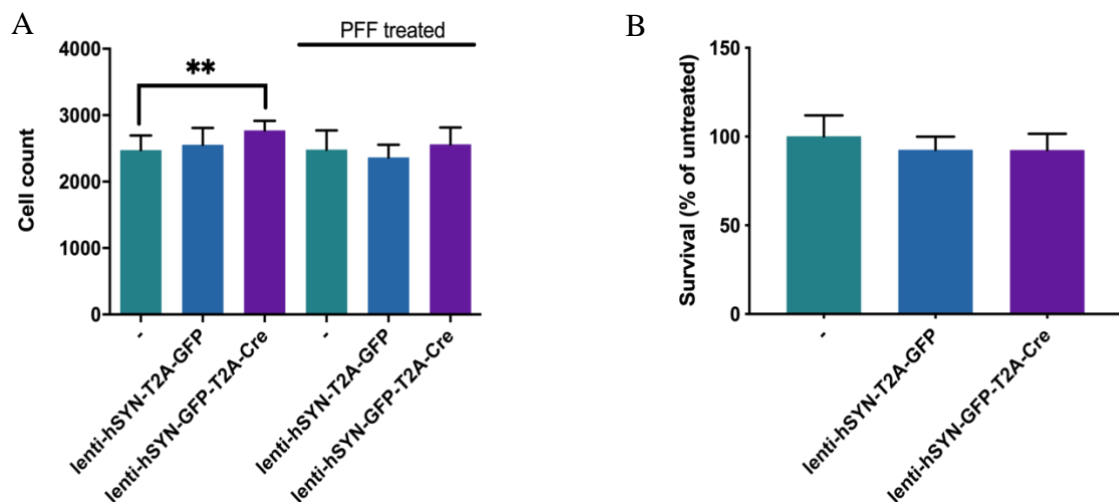 A
PFF treated
**
Cell count
4000
3000
2000
1000
0
-
lenti-hSYN-T2A-GFP
lenti-hSYN-GFP-T2A-Cre
-
lenti-hSYN-T2A-GFP
lenti-hSYN-GFP-T2A-Cre
B
Survival (% of untreated)
150
100
50
0
-
lenti-hSYN-T2A-GFP
lenti-hSYN-GFP-T2A-Cre